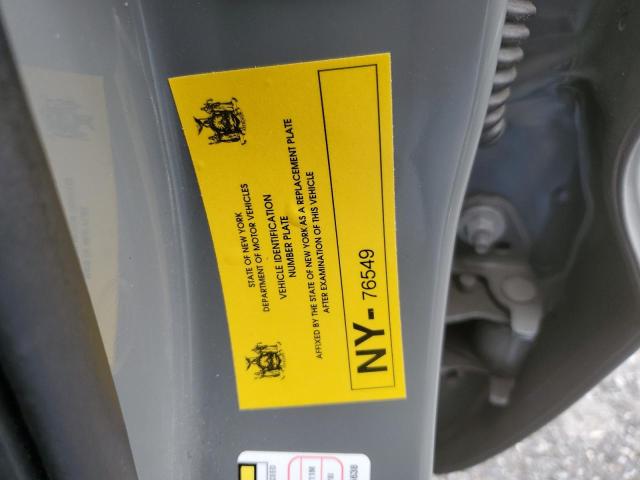 STATE OF NEW YORK
DEPARTMENT OF MOTOR VEHICLES
VEHICLE IDENTIFICATION
NUMBER PLATE
AFFIXED BY THE STATE OF NEW YORK AS A REPLACEMENT PLATE
AFTER EXAMINATION OF THIS VEHICLE
NY- 76549